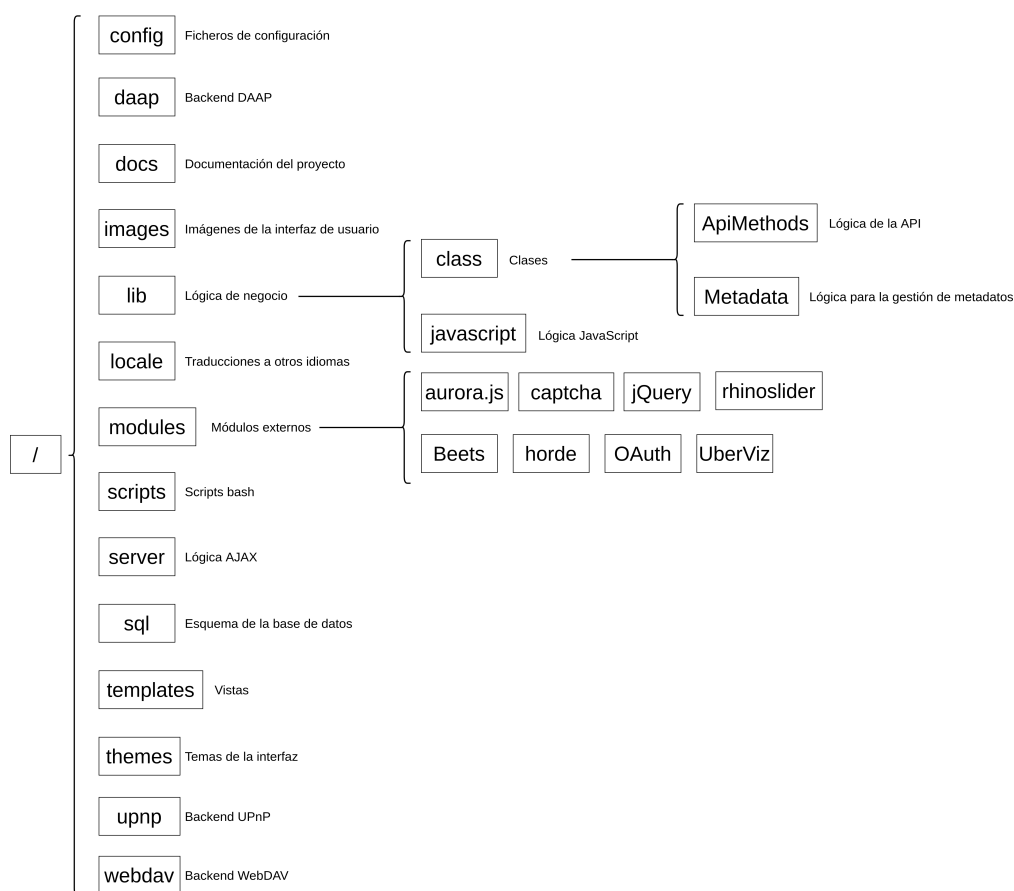 config Ficheros de configuración
daap Backend DAAP
docs Documentación del proyecto
images Imágenes de la interfaz de usuario
lib Lógica de negocio
class Clases
ApiMethods Lógica de la API
Metadata Lógica para la gestión de metadatos
javascript Lógica JavaScript
locale Traducciones a otros idiomas
modules Módulos externos
aurora.js captcha jQuery rhinoslider
Beets horde OAuth UberViz
/
scripts Scripts bash
server Lógica AJAX
sql Esquema de la base de datos
templates Vistas
themes Temas de la interfaz
upnp Backend UPnP
webdav Backend WebDAV